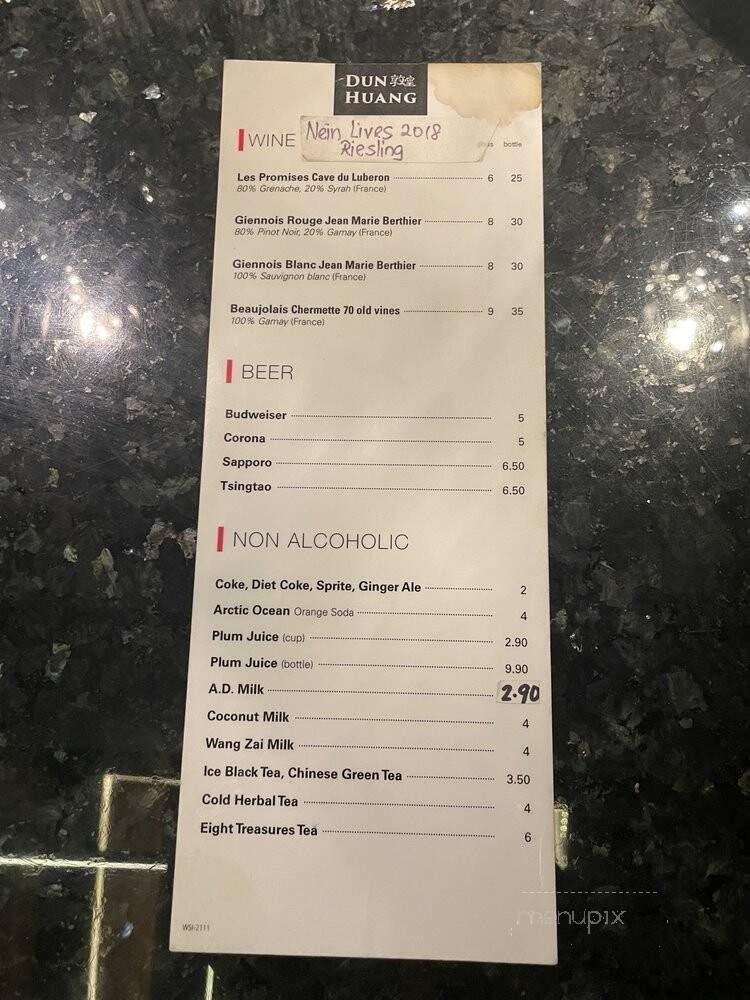 DUN 敦煌
HUANG
WINE
Nein Lives 2018
Riesling
bottle
Les Promises Cave du Luberon 6 25
80% Grenache, 20% Syrah (France)
Giennois Rouge Jean Marie Berthier 8 30
80% Pinot Noir, 20% Gamay (France)
Giennois Blanc Jean Marie Berthier 8 30
100% Sauvignon blanc (France)
Beaujolais Chermette 70 old vines 9 35
100% Gamay (France)
BEER
Budweiser 5
Corona 5
Sapporo 6.50
Tsingtao 6.50
NON ALCOHOLIC
Coke, Diet Coke, Sprite, Ginger Ale 2
Arctic Ocean Orange Soda 4
Plum Juice (cup) 2.90
Plum Juice (bottle) 9.90
A.D. Milk 2.90
Coconut Milk 4
Wang Zai Milk 4
Ice Black Tea, Chinese Green Tea 3.50
Cold Herbal Tea 4
Eight Treasures Tea 6
WSI-2111
menupix